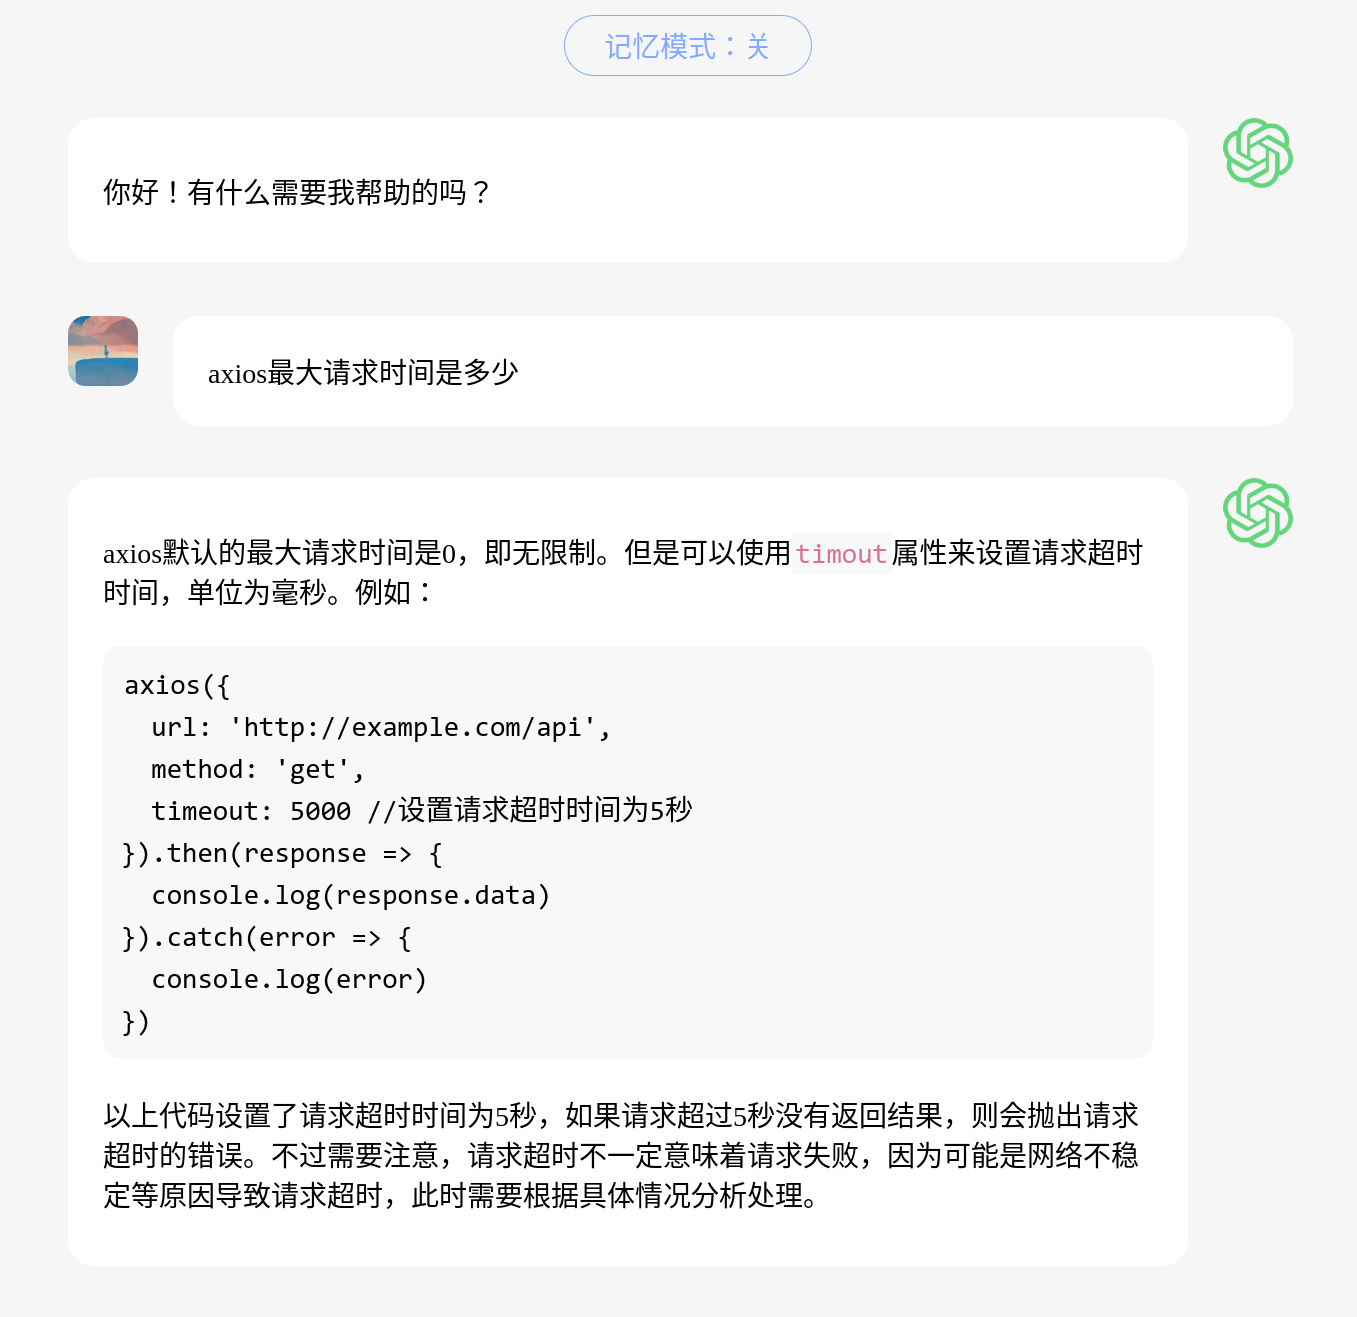 记忆模式：关
你好！有什么需要我帮助的吗？
axios最大请求时间是多少
axios默认的最大请求时间是0，即无限制。但是可以使用timout属性来设置请求超时
时间，单位为毫秒。例如：
axios({
  url: 'http://example.com/api',
  method: 'get',
  timeout: 5000 //设置请求超时时间为5秒
}).then(response => {
  console.log(response.data)
}).catch(error => {
  console.log(error)
})
以上代码设置了请求超时时间为5秒，如果请求超过5秒没有返回结果，则会抛出请求
超时的错误。不过需要注意，请求超时不一定意味着请求失败，因为可能是网络不稳
定等原因导致请求超时，此时需要根据具体情况分析处理。